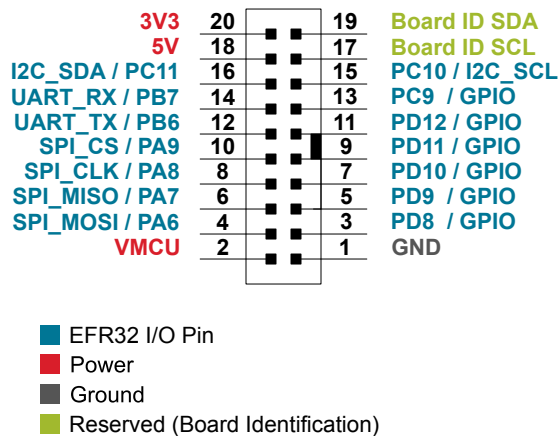 3V3 20 19 Board ID SDA
5V 18 17 Board ID SCL
I2C_SDA / PC11 16 15 PC10 / I2C_SCL
UART_RX / PB7 14 13 PC9 / GPIO
UART_TX / PB6 12 11 PD12 / GPIO
SPI_CS / PA9 10 9 PD11 / GPIO
SPI_CLK / PA8 8 7 PD10 / GPIO
SPI_MISO / PA7 6 5 PD9 / GPIO
SPI_MOSI / PA6 4 3 PD8 / GPIO
VMCU 2 1 GND
EFR32 I/O Pin
Power
Ground
Reserved (Board Identification)